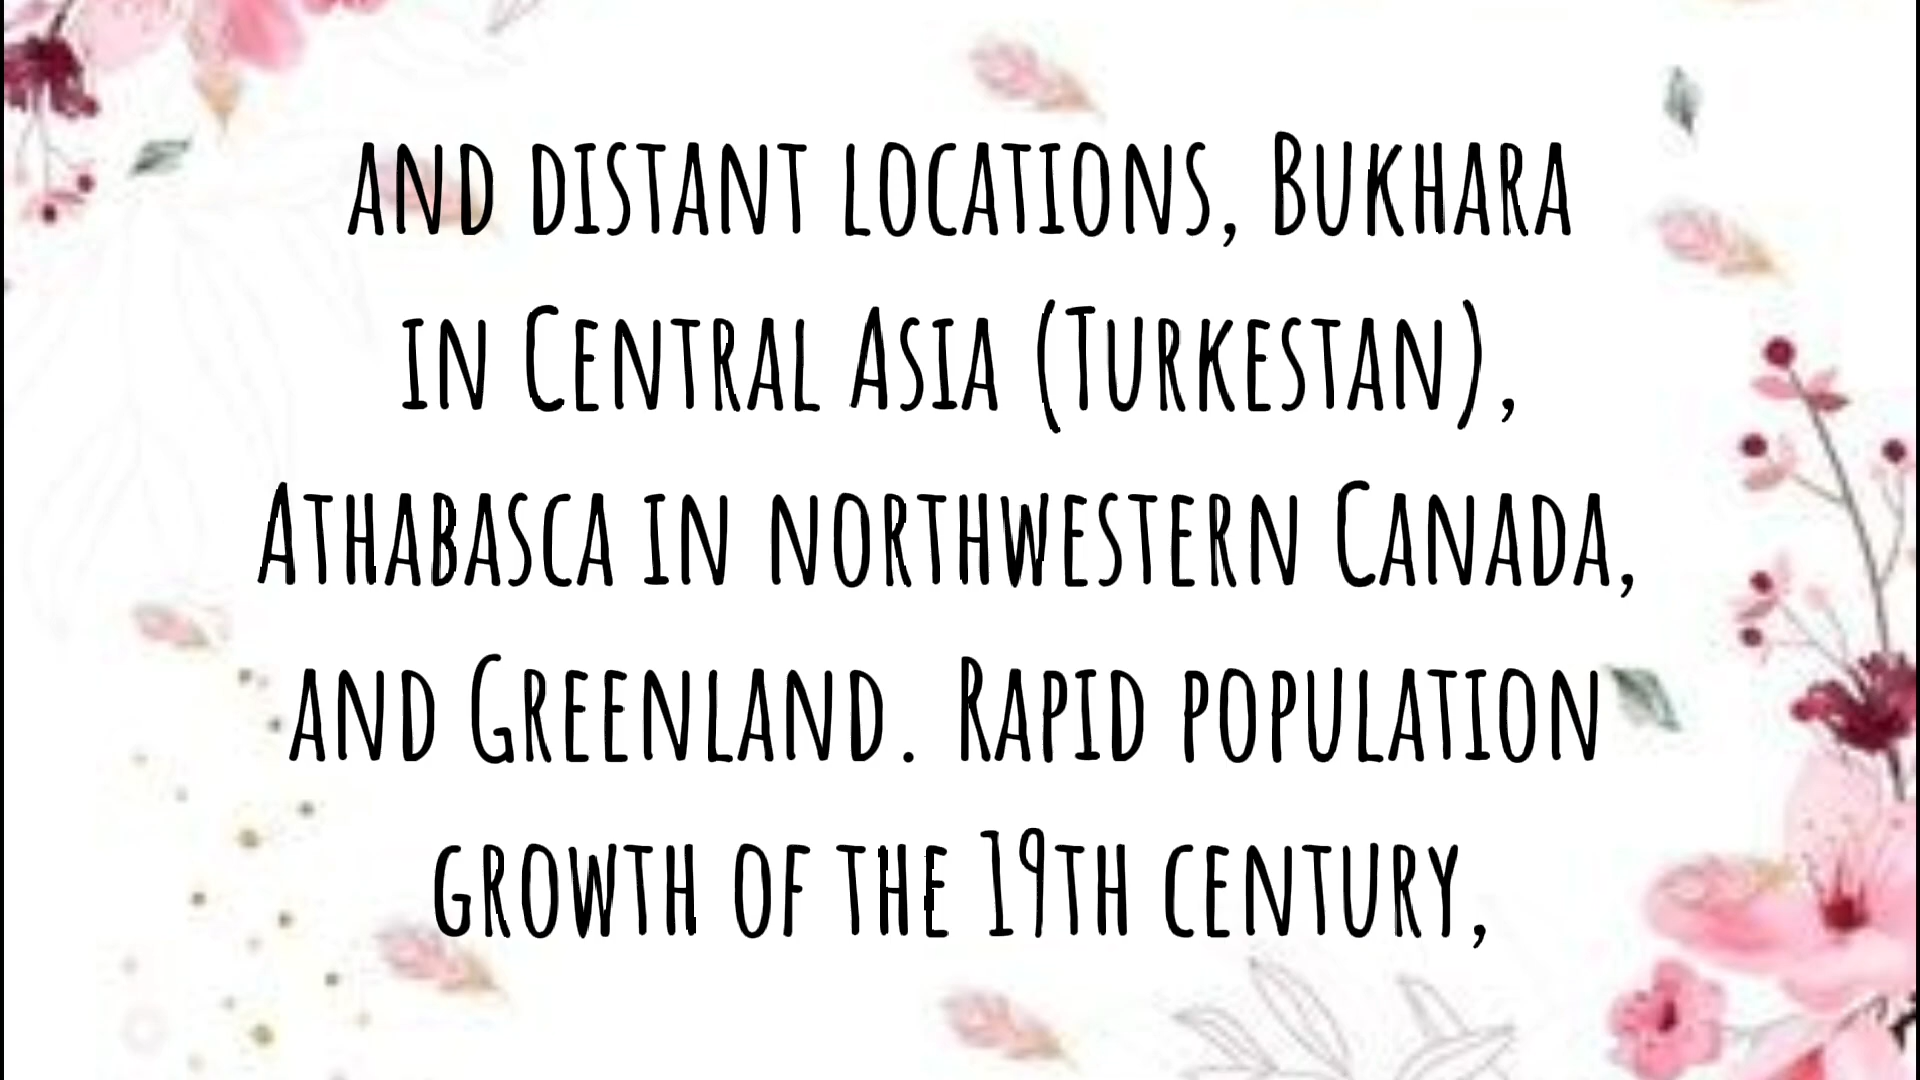 and distant locations, Bukhara
in Central Asia (Turkestan),
Athabasca in northwestern Canada,
and Greenland. Rapid population
growth of the 19th century,